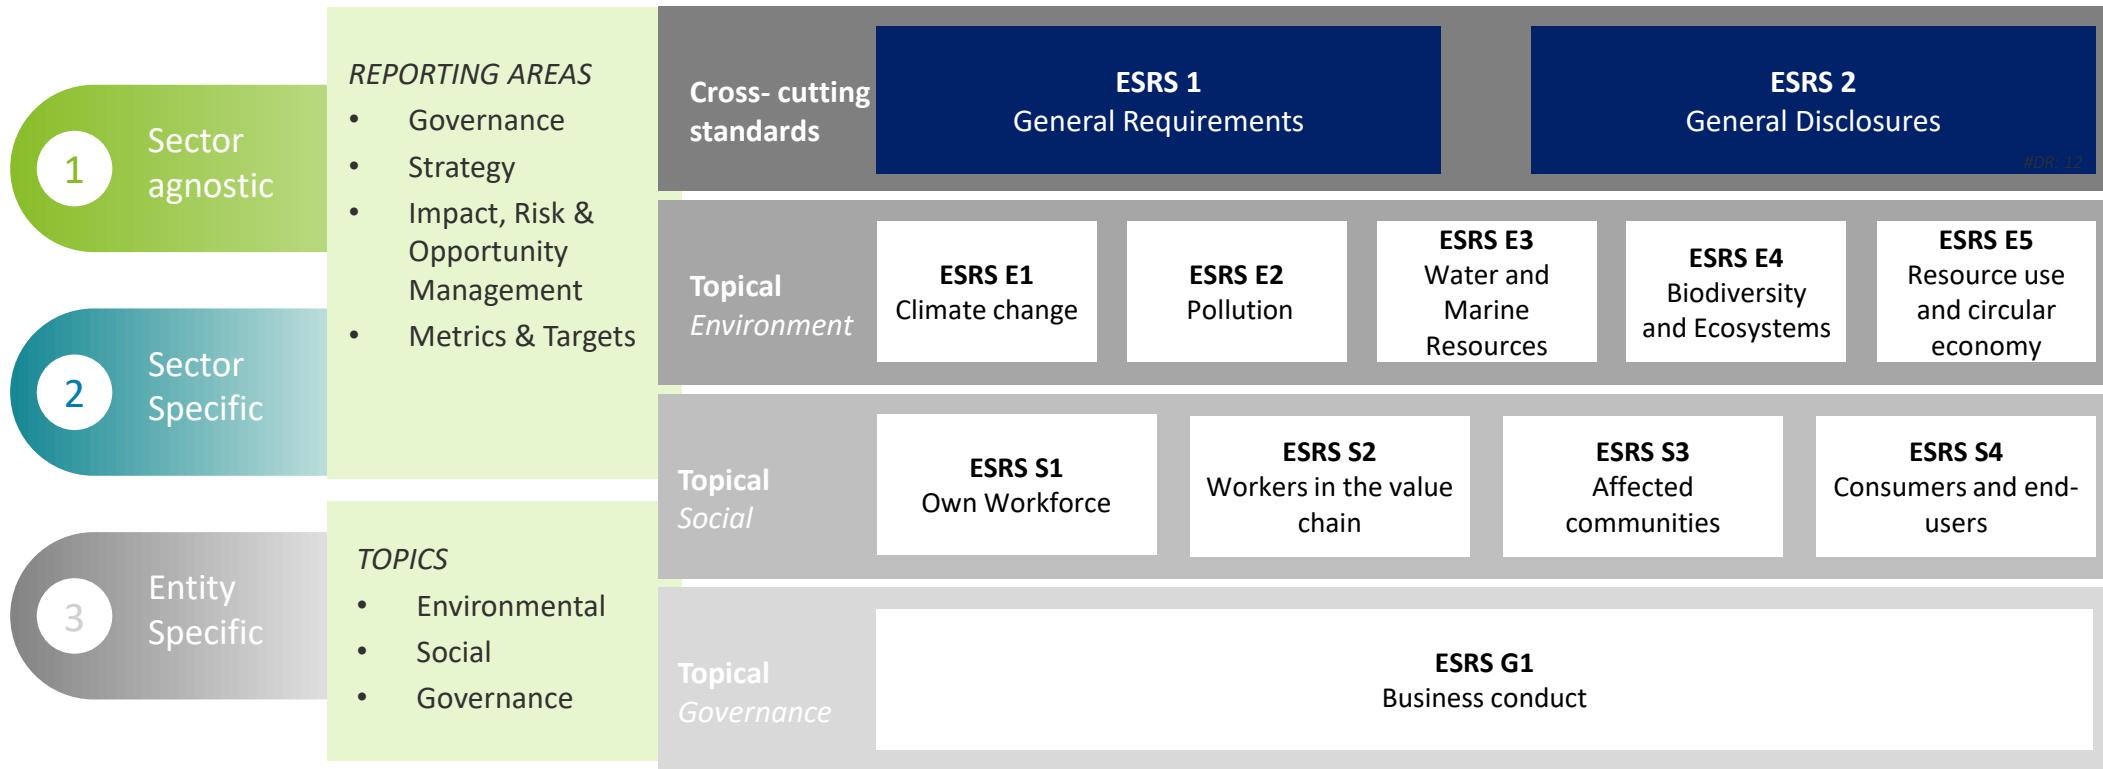 1
Sector
agnostic
2
Sector
Specific
3
Entity
Specific
REPORTING AREAS
• Governance
• Strategy
• Impact, Risk &
Opportunity
Management
• Metrics & Targets
TOPICS
• Environmental
• Social
• Governance
Cross- cutting
standards
ESRS 1
General Requirements
ESRS 2
General Disclosures
#DR: 12
Topical
Environment
ESRS E1
Climate change
ESRS E2
Pollution
ESRS E3
Water and
Marine
Resources
ESRS E4
Biodiversity
and Ecosystems
ESRS E5
Resource use
and circular
economy
Topical
Social
ESRS S1
Own Workforce
ESRS S2
Workers in the value
chain
ESRS S3
Affected
communities
ESRS S4
Consumers and end-
users
Topical
Governance
ESRS G1
Business conduct